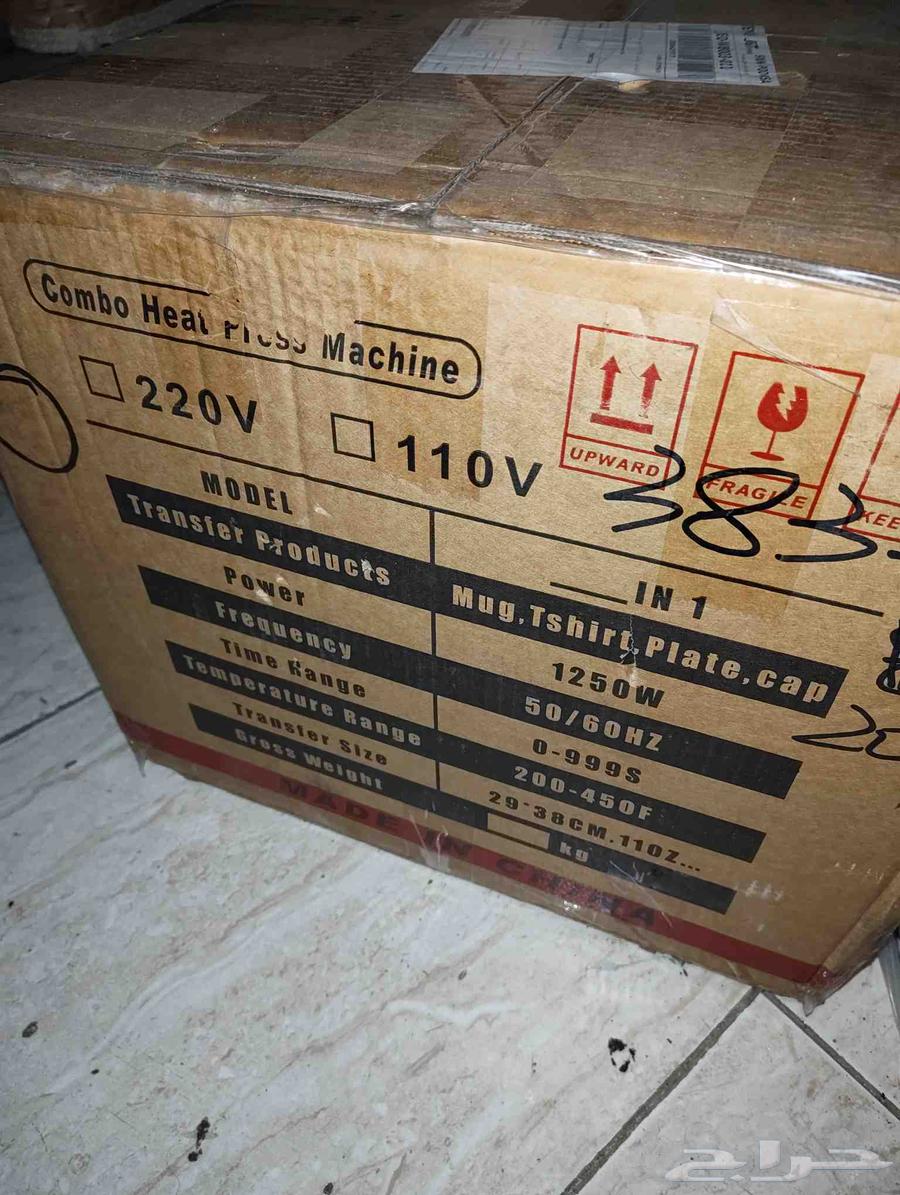 Combo Heat Press Machine
220V
110V
UPWARD
FRAGILE
KEE
383
MODEL
IN 1
Transfer Products
Mug,Tshirt,Plate,cap
Power
1250W
Frequency
50/60HZ
Time Range
0-999S
Temperature Range
200-450F
Transfer Size
29*38CM.11OZ...
Gross Weight
kg
MADE IN CHINA
حراج